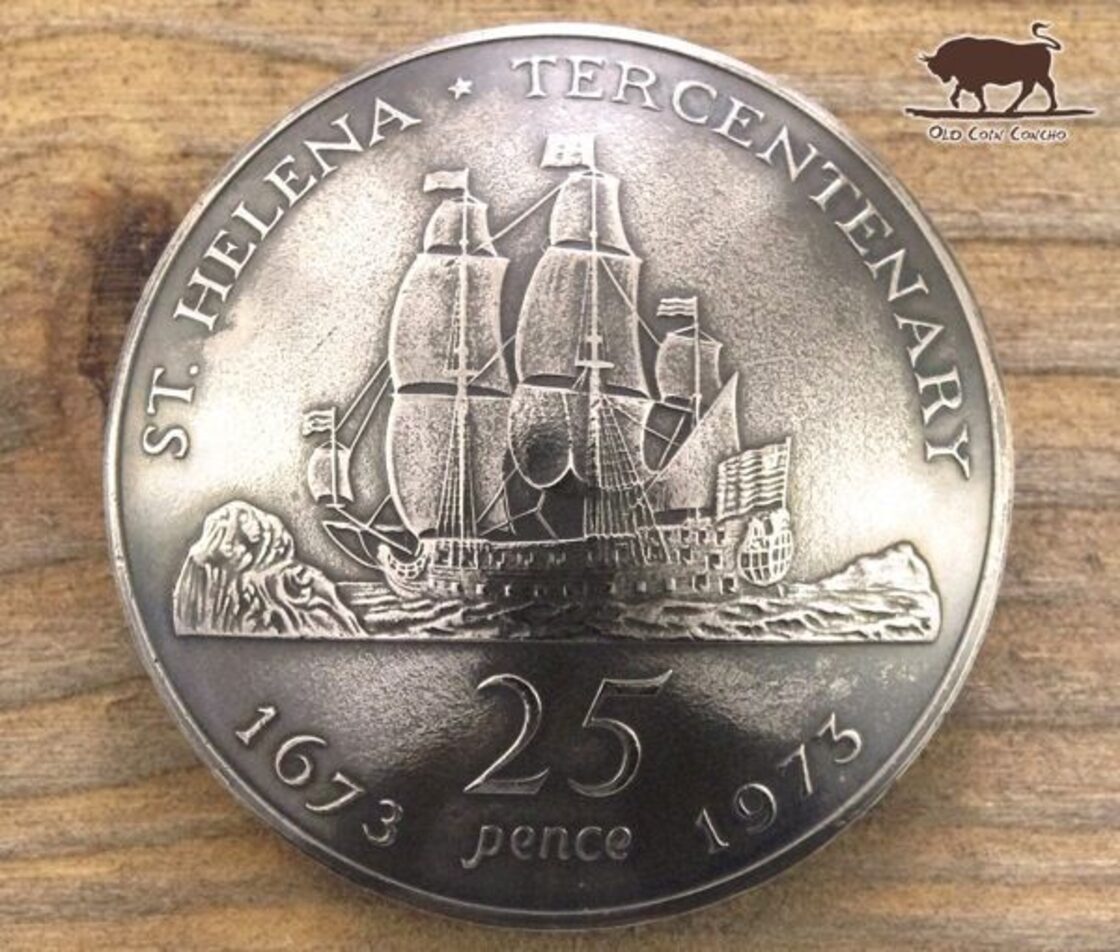 ST. HELENA ★ TERCENTENARY
25
pence
1673 1973
OLD COIN CONCHO